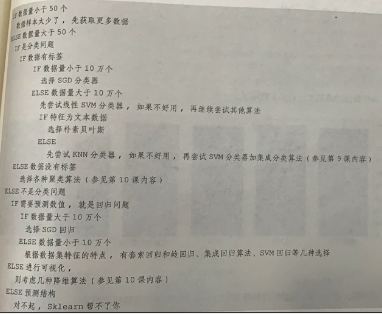 IF数据量小于 50 个
数据样本太少了，先获取更多数据
ELSE数据量大于 50 个
IF 是分类问题
IF 数据有标签
IF 数据量小于 10 万个
选择 SGD 分类器
ELSE 数据量大于 10 万个
先尝试线性 SVM 分类器，如果不好用，再继续尝试其他算法
IF 特征为文本数据
选择朴素贝叶斯
ELSE
先尝试 KNN 分类器，如果不好用，再尝试 SVM 分类器加集成分类算法（参见第 9 课内容）
ELSE 数据没有标签
选择各种聚类算法（参见第 10 课内容）
ELSE 不是分类问题
IF 需要预测数值，就是回归问题
IF 数据量大于 10 万个
选择 SGD 回归
ELSE 数据量小于 10 万个
根据数据集特征的特点，有套索回归和岭回归、集成回归算法、SVM 回归等几种选择
ELSE 进行可视化，
则考虑几种降维算法（参见第 10 课内容）
ELSE 预测结构
对不起，Sklearn 帮不了你